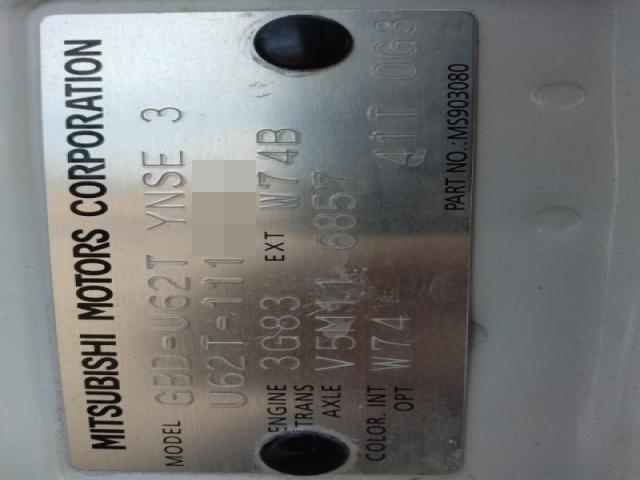 MITSUBISHI MOTORS CORPORATION
MODEL GBD-U62T YNSE 3
U62T-111
ENGINE 3G83 EXT W74B
TRANS AXLE V5M11 6857
COLOR. INT OPT W74 41T 0G3
PART NO.: MS903080